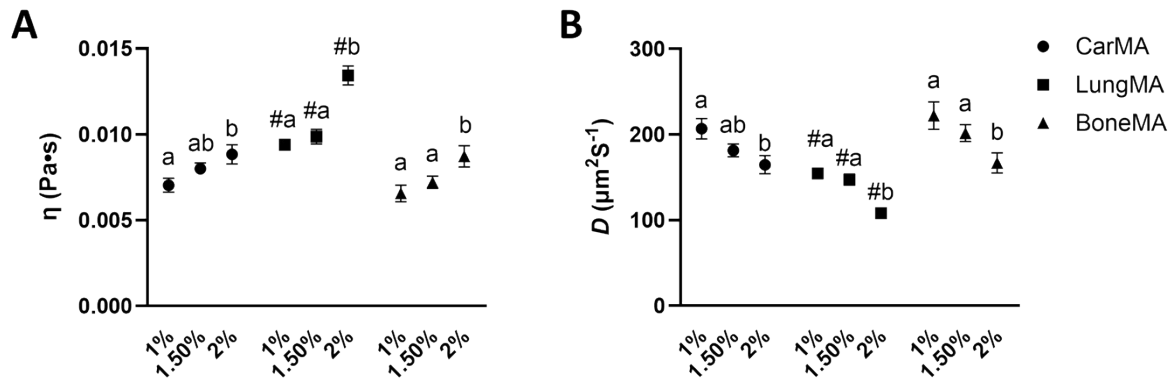 A
η (Pa•s)
0.015
0.010
0.005
0.000
a
ab
b
#a
#a
#b
a
a
b
1%
1.50%
2%
1%
1.50%
2%
1%
1.50%
2%
B
D (μm²S⁻¹)
300
200
100
0
a
ab
b
#a
#a
#b
a
a
b
1%
1.50%
2%
1%
1.50%
2%
1%
1.50%
2%
CarMA
LungMA
BoneMA